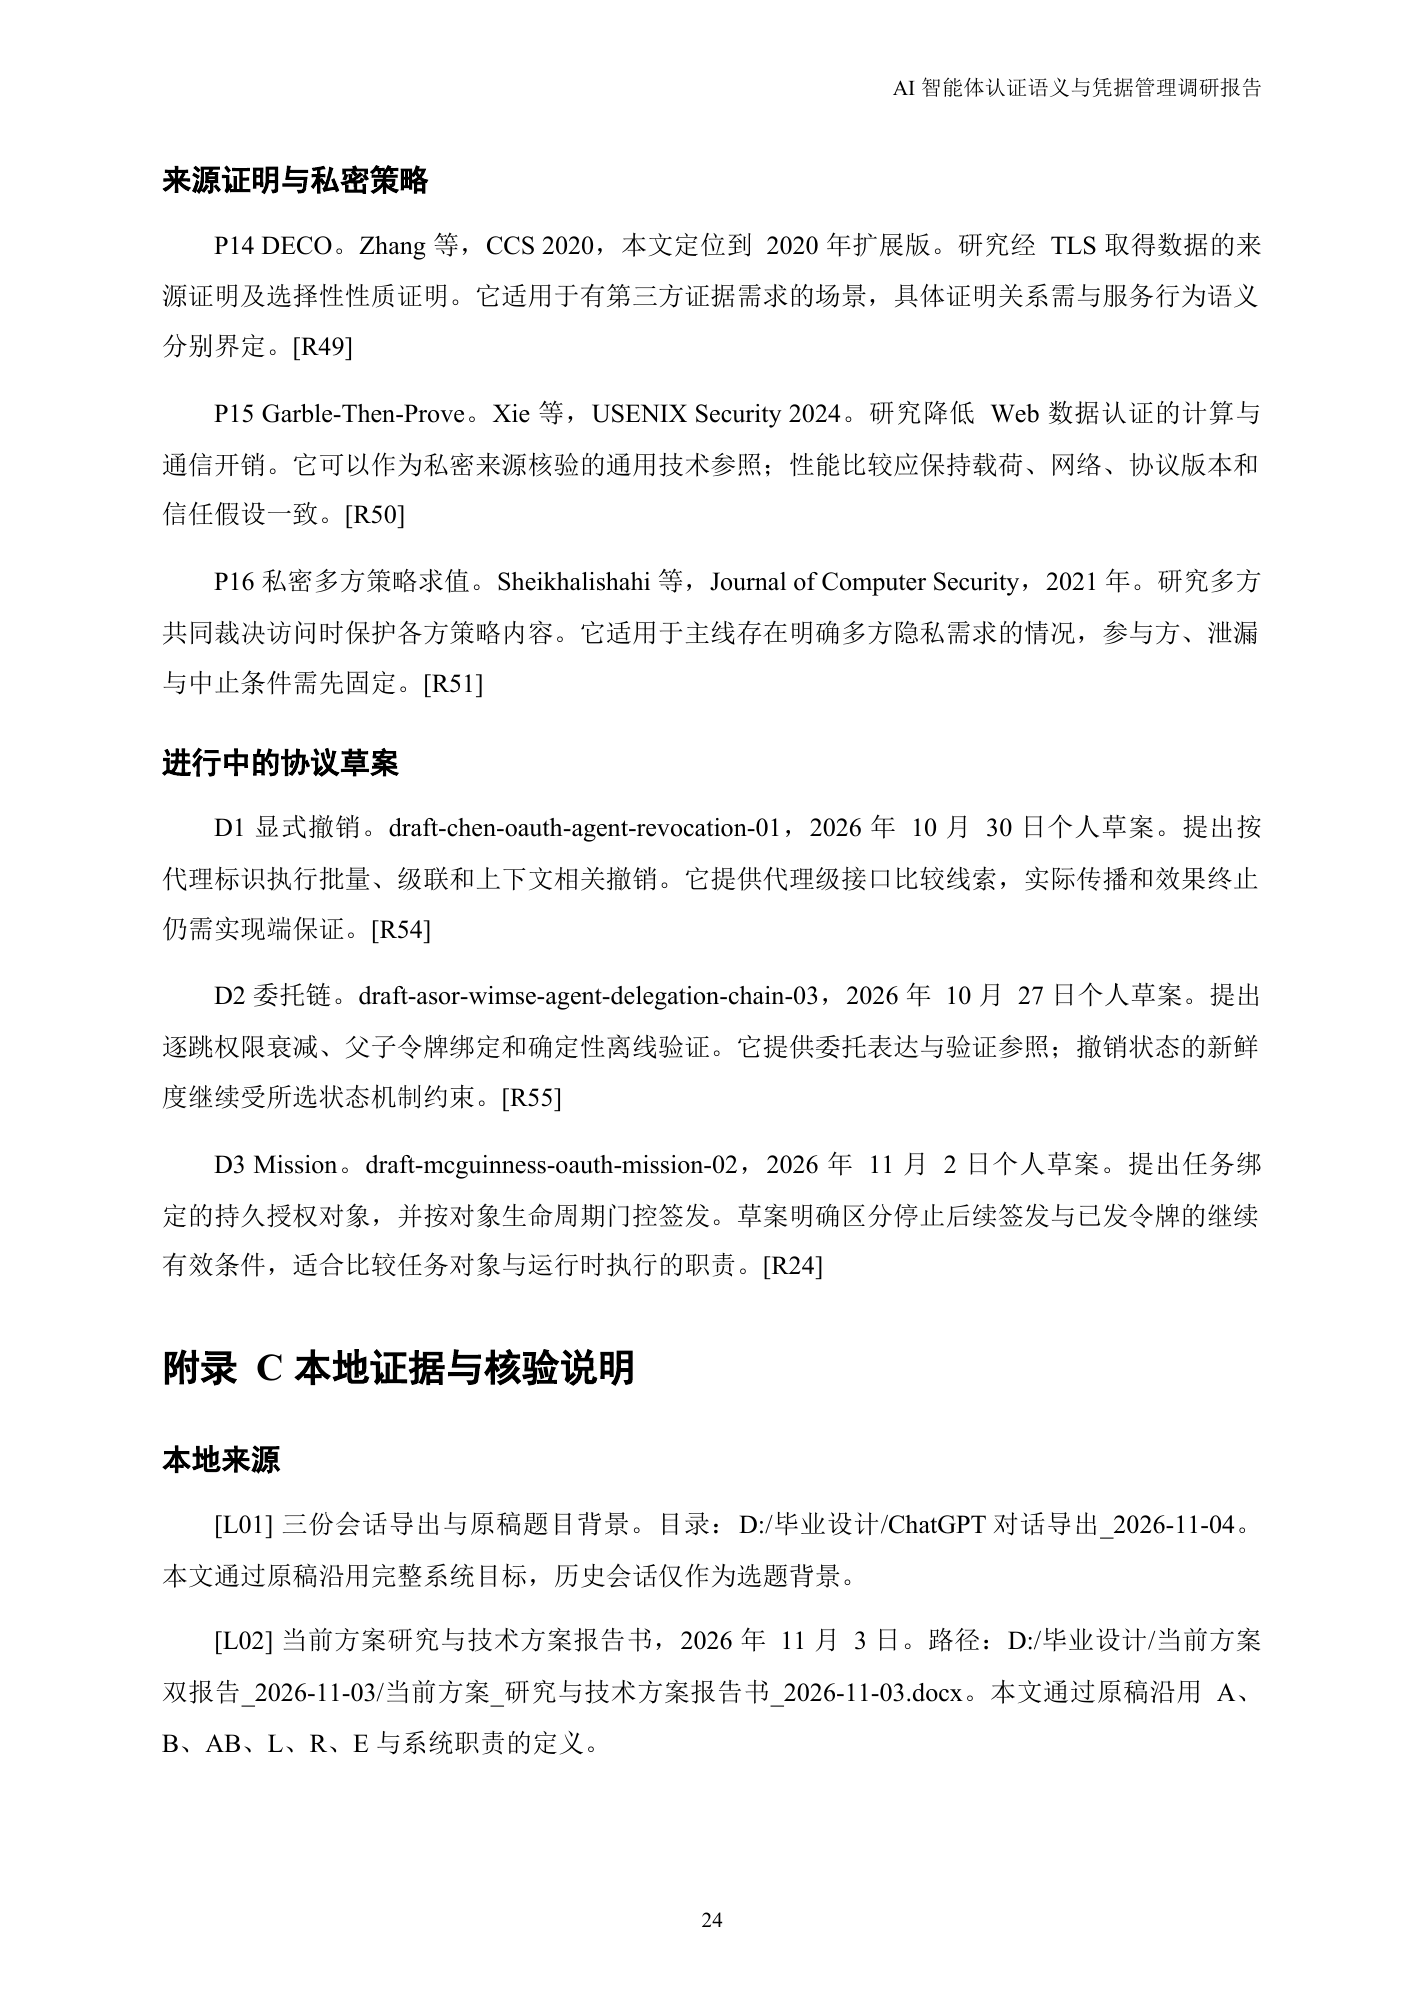 AI 智能体认证语义与凭据管理调研报告
来源证明与私密策略
P14 DECO。Zhang 等，CCS 2020，本文定位到 2020 年扩展版。研究经 TLS 取得数据的来
源证明及选择性性质证明。它适用于有第三方证据需求的场景，具体证明关系需与服务行为语义
分别界定。[R49]
P15 Garble-Then-Prove。Xie 等，USENIX Security 2024。研究降低 Web 数据认证的计算与
通信开销。它可以作为私密来源核验的通用技术参照；性能比较应保持载荷、网络、协议版本和
信任假设一致。[R50]
P16 私密多方策略求值。Sheikhalishahi 等，Journal of Computer Security，2021 年。研究多方
共同裁决访问时保护各方策略内容。它适用于主线存在明确多方隐私需求的情况，参与方、泄漏
与中止条件需先固定。[R51]
进行中的协议草案
D1 显式撤销。draft-chen-oauth-agent-revocation-01，2026 年 10 月 30 日个人草案。提出按
代理标识执行批量、级联和上下文相关撤销。它提供代理级接口比较线索，实际传播和效果终止
仍需实现端保证。[R54]
D2 委托链。draft-asor-wimse-agent-delegation-chain-03，2026 年 10 月 27 日个人草案。提出
逐跳权限衰减、父子令牌绑定和确定性离线验证。它提供委托表达与验证参照；撤销状态的新鲜
度继续受所选状态机制约束。[R55]
D3 Mission。draft-mcguinness-oauth-mission-02，2026 年 11 月 2 日个人草案。提出任务绑
定的持久授权对象，并按对象生命周期门控签发。草案明确区分停止后续签发与已发令牌的继续
有效条件，适合比较任务对象与运行时执行的职责。[R24]
附录 C 本地证据与核验说明
本地来源
[L01] 三份会话导出与原稿题目背景。目录：D:/毕业设计/ChatGPT 对话导出_2026-11-04。
本文通过原稿沿用完整系统目标，历史会话仅作为选题背景。
[L02] 当前方案研究与技术方案报告书，2026 年 11 月 3 日。路径：D:/毕业设计/当前方案
双报告_2026-11-03/当前方案_研究与技术方案报告书_2026-11-03.docx。本文通过原稿沿用 A、
B、AB、L、R、E 与系统职责的定义。
24